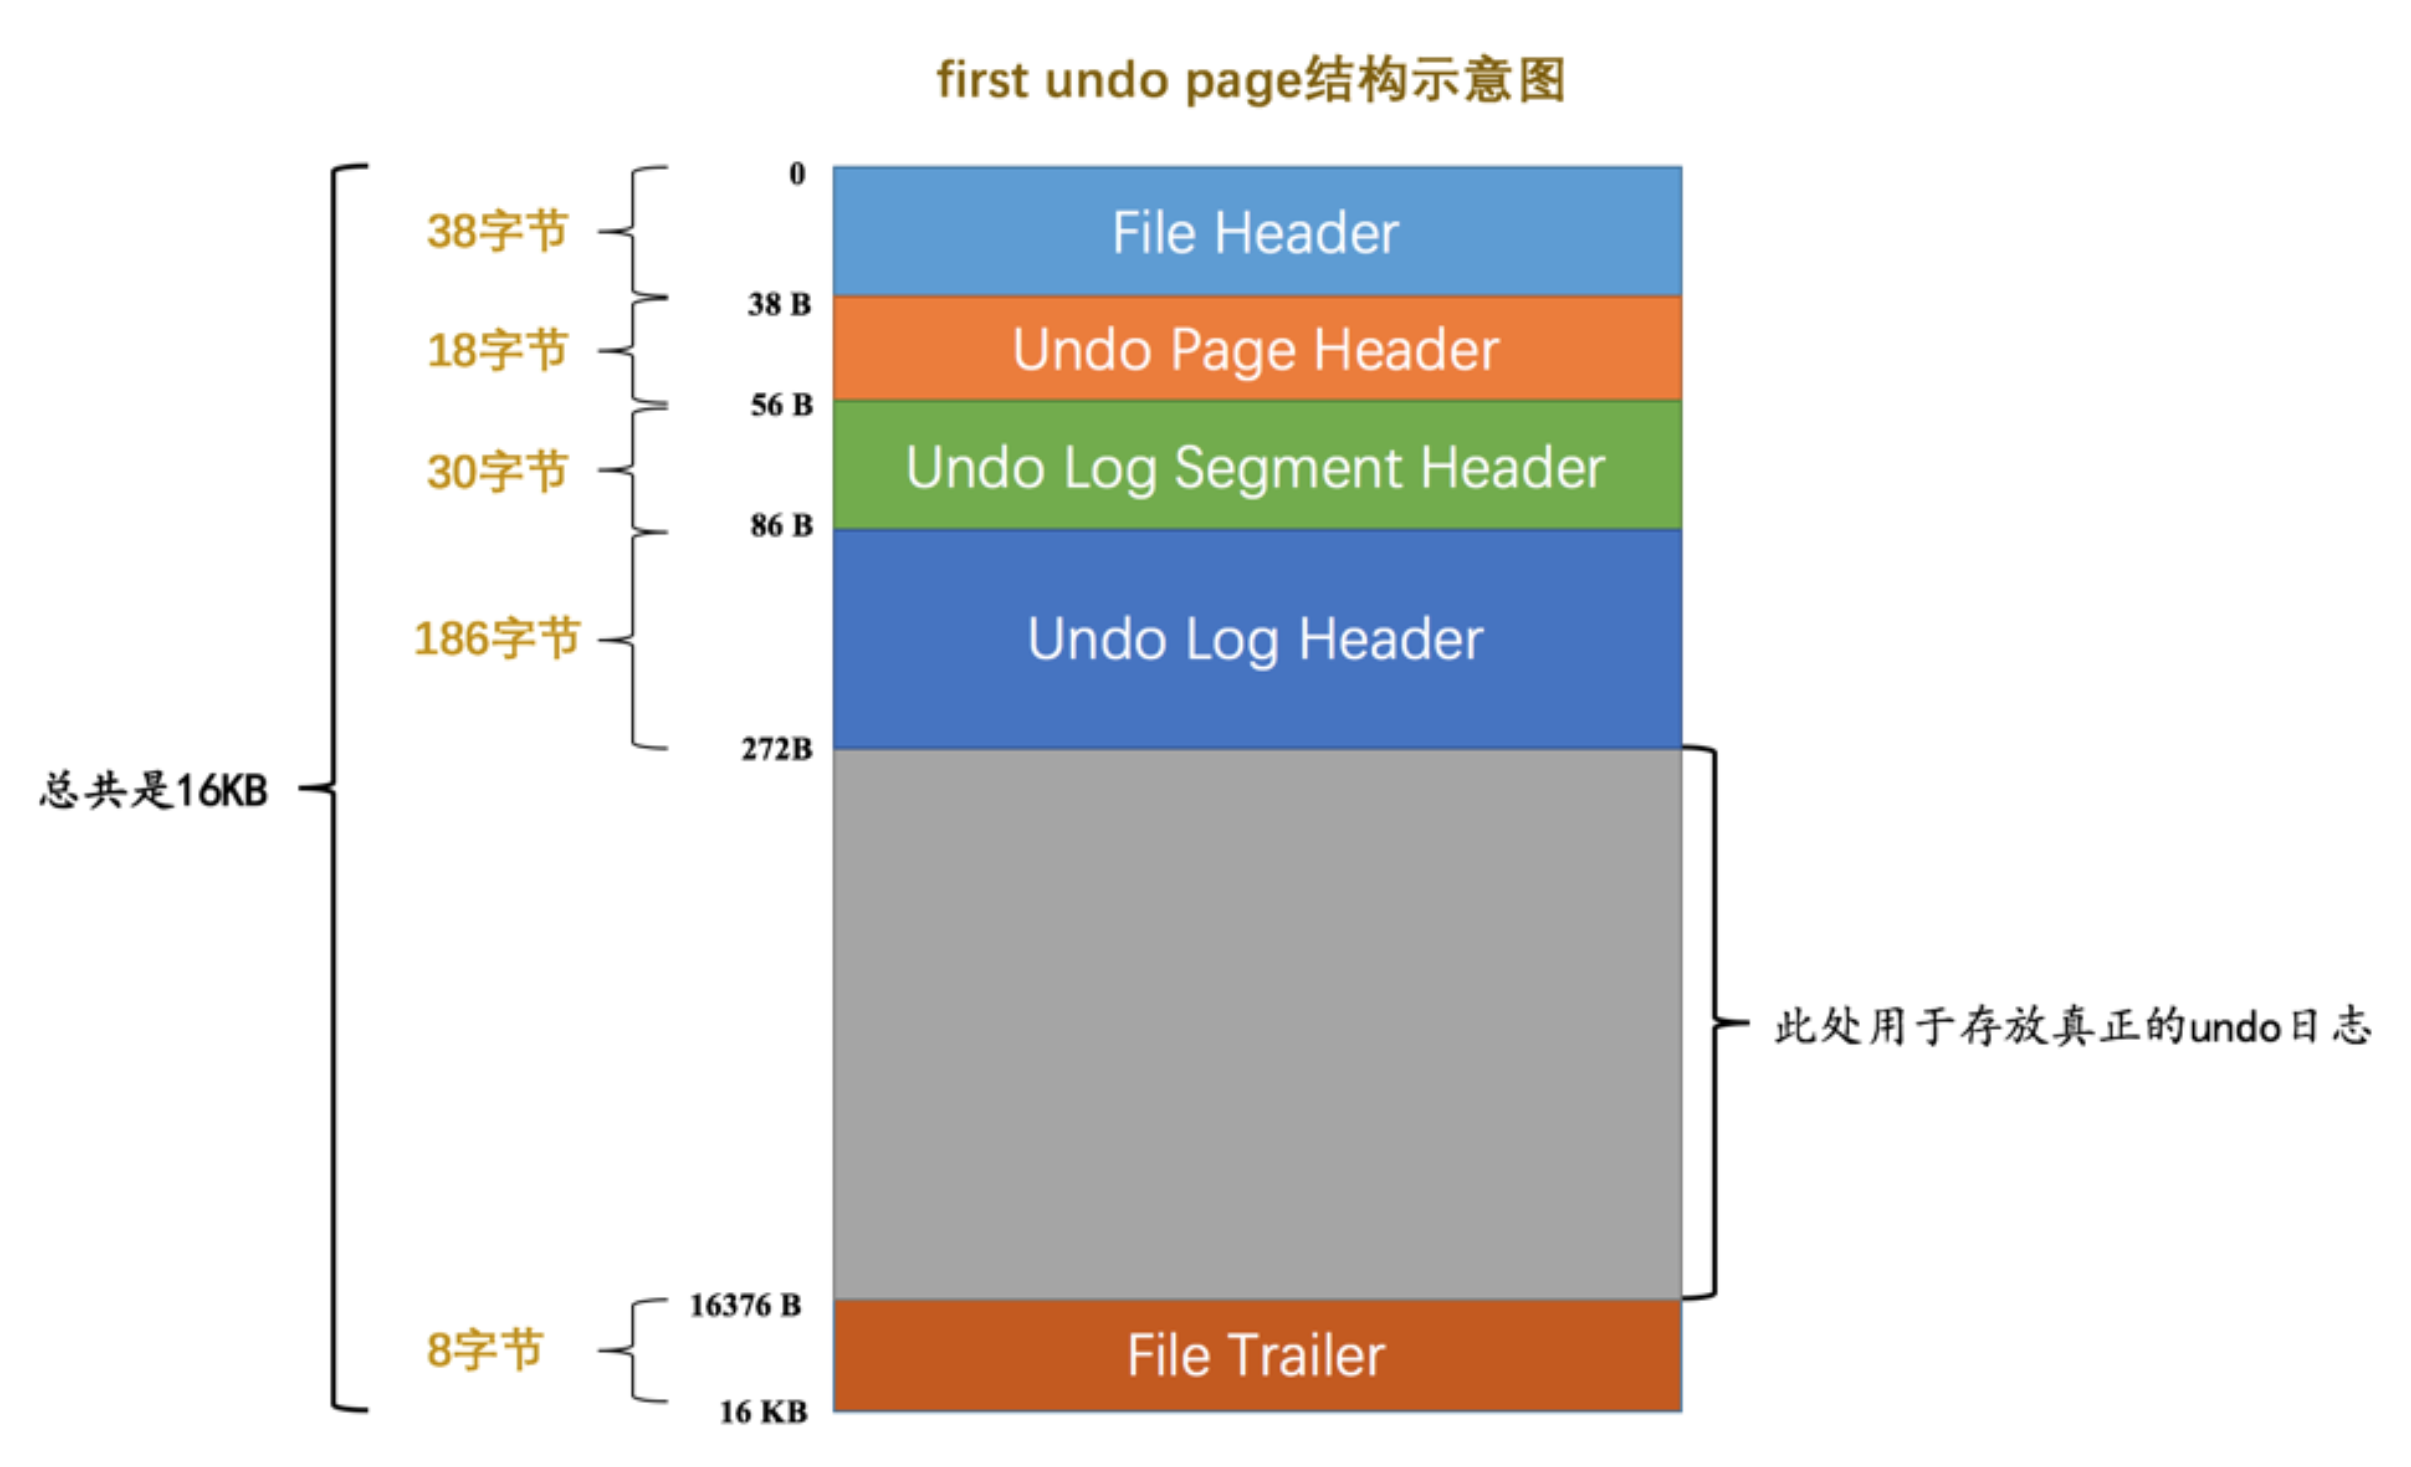 first undo page结构示意图
0
38字节
File Header
38 B
18字节
Undo Page Header
56 B
30字节
Undo Log Segment Header
86 B
186字节
Undo Log Header
272B
总共是16KB
此处用于存放真正的undo日志
16376 B
8字节
File Trailer
16 KB